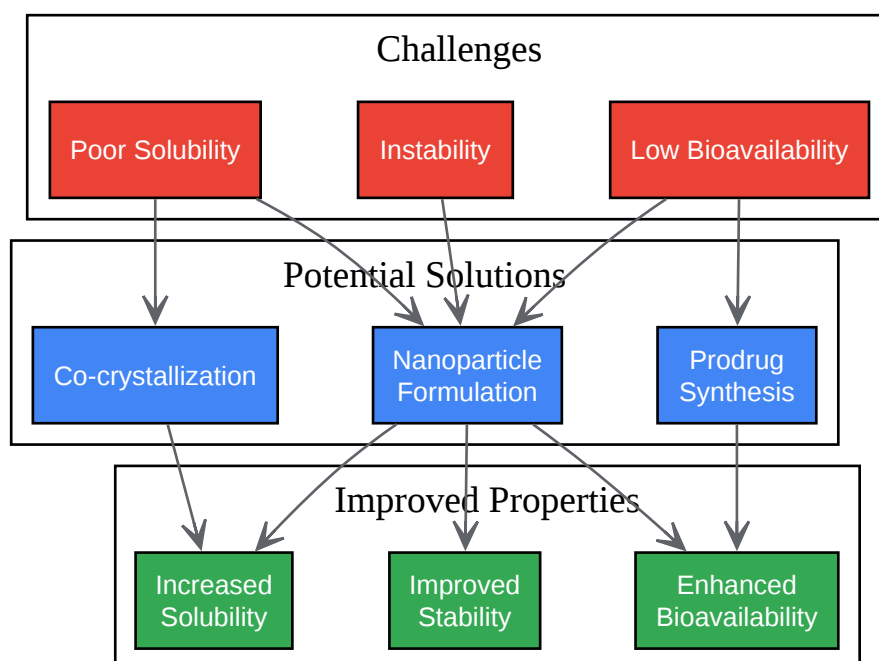 Challenges
Poor Solubility
Instability
Low Bioavailability
Potential Solutions
Co-crystallization
Nanoparticle
Formulation
Prodrug
Synthesis
Improved Properties
Increased
Solubility
Improved
Stability
Enhanced
Bioavailability